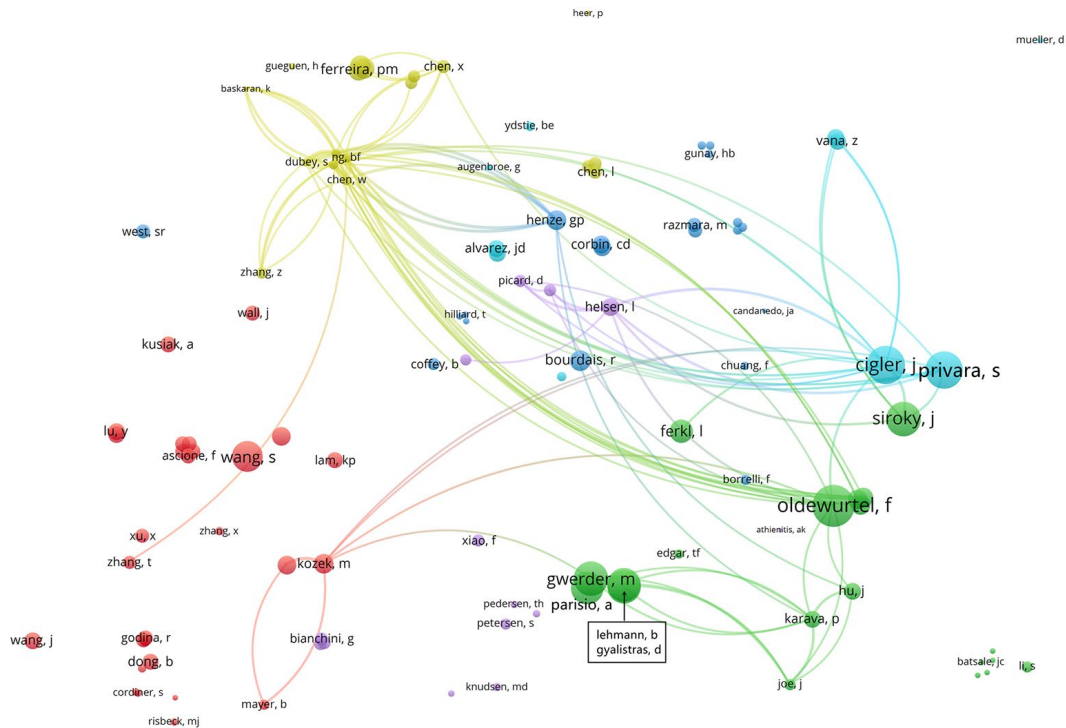 heer, p
mueller, d
gueguen, h
ferreira, pm
chen, x
baskaran, k
ydstie, be
vana, z
gunay, hb
dubey, s
ng, bf
augenbroe, g
chen, l
chen, w
henze, gp
razmara, m
west, sr
alvarez, jd
corbin, cd
zhang, z
picard, d
helsen, l
wall, j
hilliard, t
candanedo, ja
kusiak, a
coffey, b
bourdais, r
chuang, f
cigler, j
privara, s
siroky, j
lu, y
ferkl, l
ascione, f
wang, s
lam, kp
borrelli, f
oldewurtel, f
xu, x
zhang, x
athienitis, ak
xiao, f
edgar, tf
zhang, t
kozek, m
gwerder, m
hu, j
parisio, a
pedersen, th
karava, p
petersen, s
wang, j
godina, r
bianchini, g
lehmann, b
gyalistras, d
dong, b
batsale, jc
li, s
cordiner, s
knudsen, md
joe, j
mayer, b
risbeck, mj